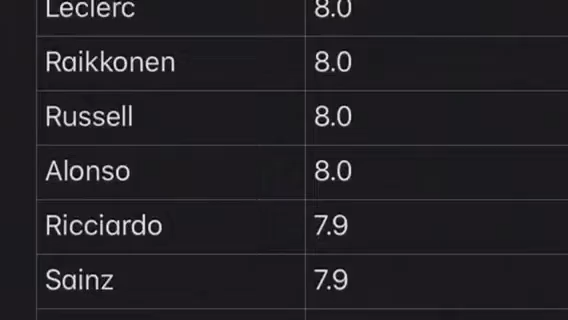 Leclerc 8.0
Raikkonen 8.0
Russell 8.0
Alonso 8.0
Ricciardo 7.9
Sainz 7.9